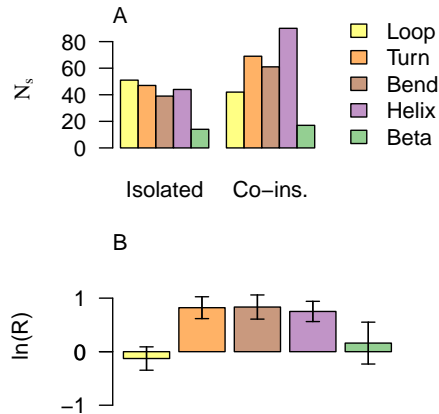 A
Loop
Turn
Bend
Helix
Beta
Nₛ
80
60
40
20
0
Isolated
Co−ins.
B
ln(R)
1
0
−1